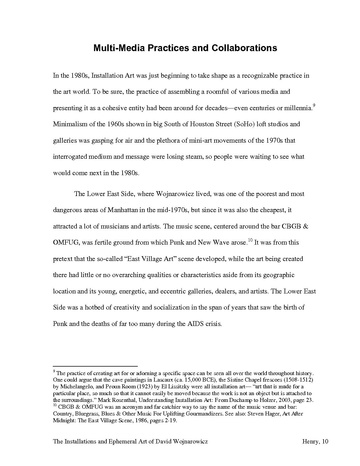 Multi-Media Practices and Collaborations
In the 1980s, Installation Art was just beginning to take shape as a recognizable practice in
the art world. To be sure, the practice of assembling a roomful of various media and
presenting it as a cohesive entity had been around for decades—even centuries or millennia.9
Minimalism of the 1960s shown in big South of Houston Street (SoHo) loft studios and
galleries was gasping for air and the plethora of mini-art movements of the 1970s that
interrogated medium and message were losing steam, so people were waiting to see what
would come next in the 1980s.
The Lower East Side, where Wojnarowicz lived, was one of the poorest and most
dangerous areas of Manhattan in the mid-1970s, but since it was also the cheapest, it
attracted a lot of musicians and artists. The music scene, centered around the bar CBGB &
OMFUG, was fertile ground from which Punk and New Wave arose.10 It was from this
pretext that the so-called “East Village Art” scene developed, while the art being created
there had little or no overarching qualities or characteristics aside from its geographic
location and its young, energetic, and eccentric galleries, dealers, and artists. The Lower East
Side was a hotbed of creativity and socialization in the span of years that saw the birth of
Punk and the deaths of far too many during the AIDS crisis.
9 The practice of creating art for or adorning a specific space can be seen all over the world throughout history.
One could argue that the cave paintings in Lascaux (ca. 15,000 BCE), the Sistine Chapel frescoes (1508-1512)
by Michelangelo, and Proun Room (1923) by El Lisitzky were all installation art— “art that is made for a
particular place, so much so that it cannot easily be moved because the work is not an object but is attached to
the surroundings.” Mark Rosenthal, Understanding Installation Art: From Duchamp to Holzer, 2003, page 23.
10 CBGB & OMFUG was an acronym and far catchier way to say the name of the music venue and bar:
Country, Bluegrass, Blues & Other Music For Uplifting Gourmandizers. See also: Steven Hager, Art After
Midnight: The East Village Scene, 1986, pages 2-19.
The Installations and Ephemeral Art of David Wojnarowicz Henry, 10